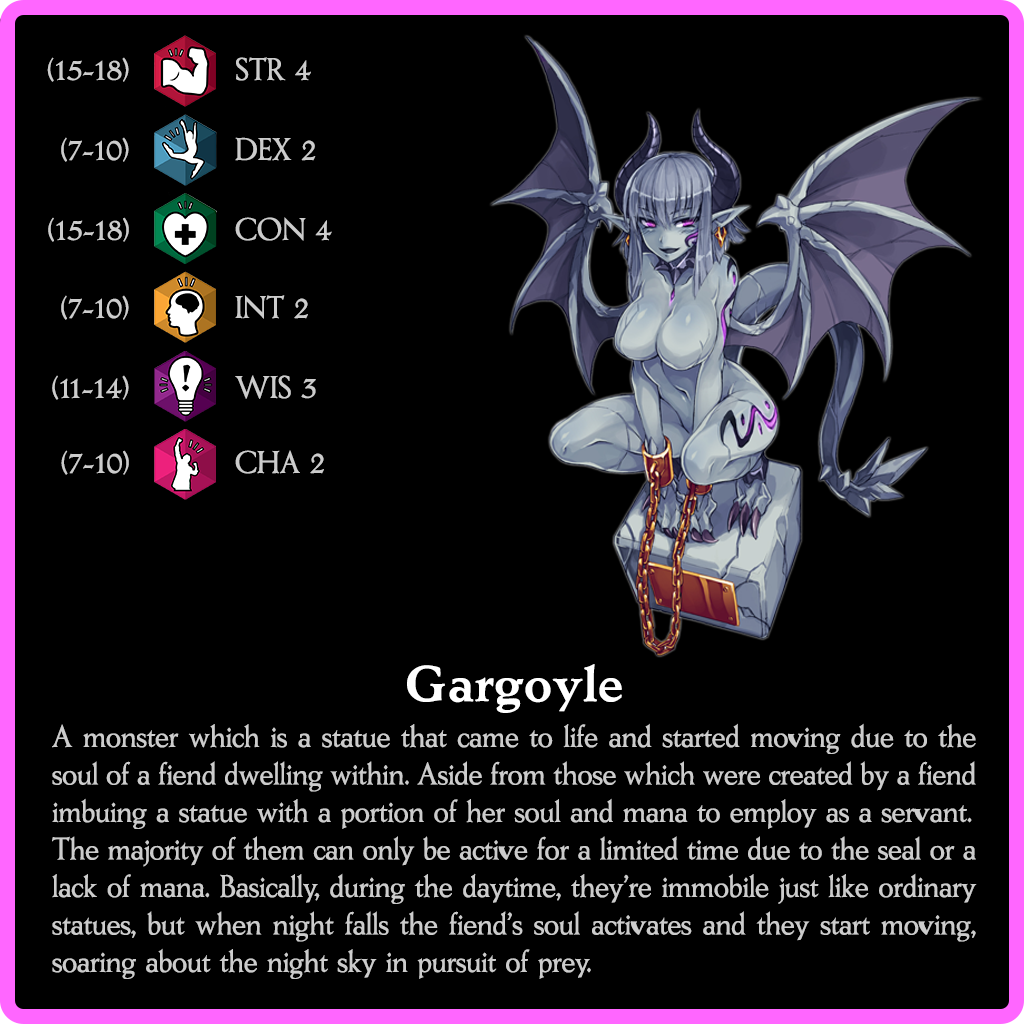 (15-18) STR 4
(7-10) DEX 2
(15-18) CON 4
(7-10) INT 2
(11-14) WIS 3
(7-10) CHA 2
Gargoyle
A monster which is a statue that came to life and started moving due to the
soul of a fiend dwelling within. Aside from those which were created by a fiend
imbuing a statue with a portion of her soul and mana to employ as a servant.
The majority of them can only be active for a limited time due to the seal or a
lack of mana. Basically, during the daytime, they're immobile just like ordinary
statues, but when night falls the fiend's soul activates and they start moving,
soaring about the night sky in pursuit of prey.